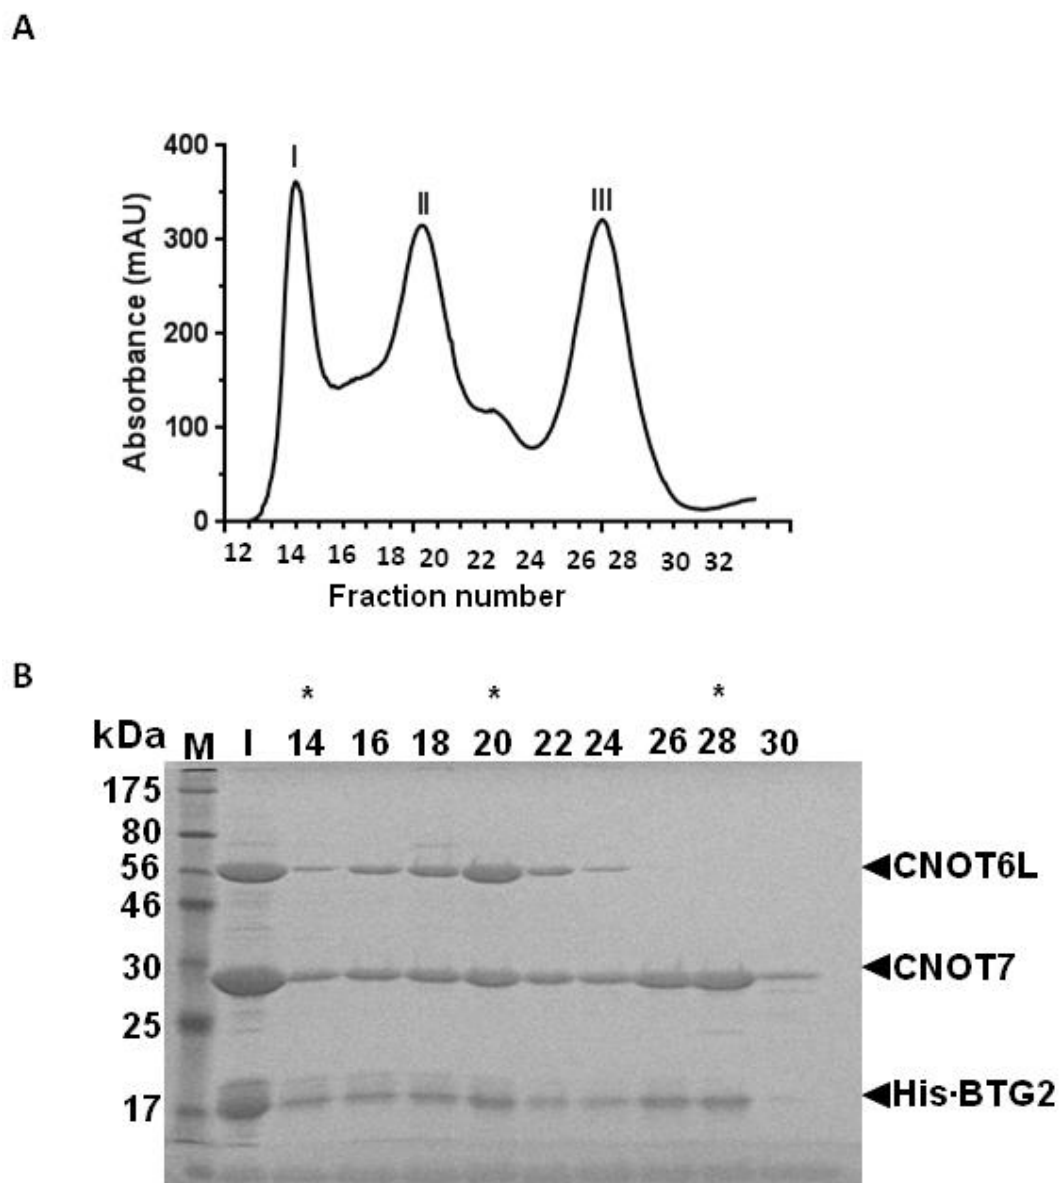 A
400
300
200
100
0
Absorbance (mAU)
I
II
III
12 14 16 18 20 22 24 26 28 30 32
Fraction number
B
* * *
kDa M I 14 16 18 20 22 24 26 28 30
175
80
56
46
30
25
17
CNOT6L
CNOT7
His·BTG2